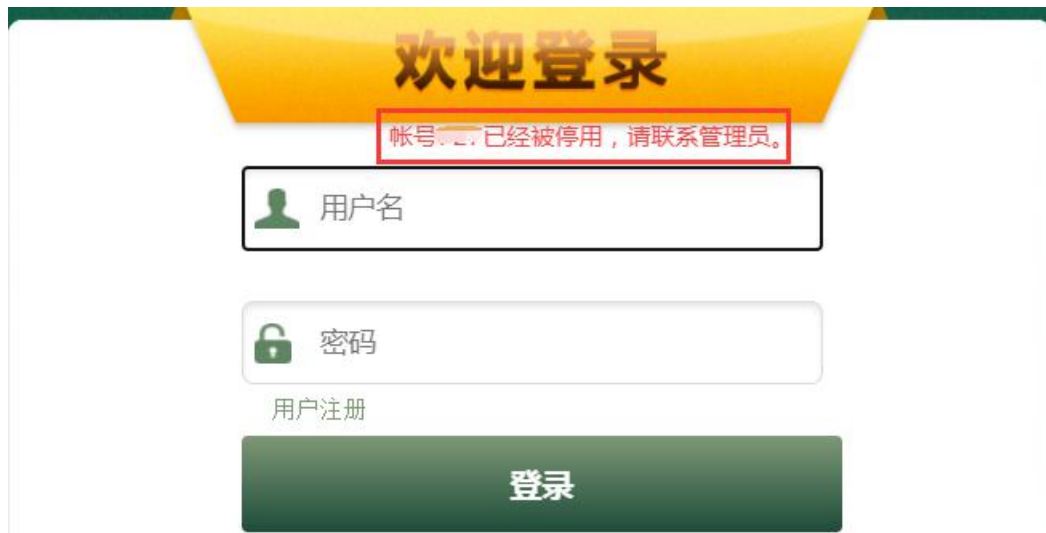 欢迎登录
帐号 已经被停用，请联系管理员。
用户名
密码
用户注册
登录